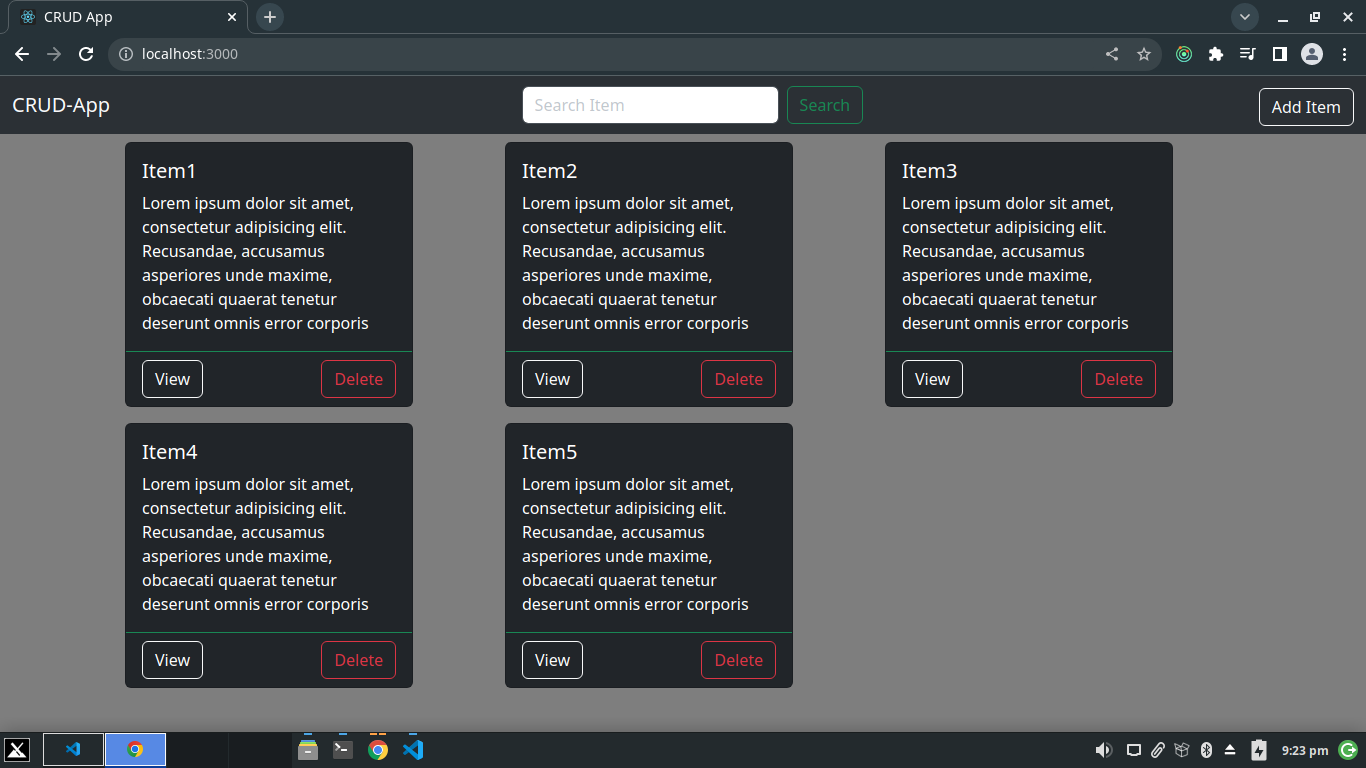 CRUD App
localhost:3000
CRUD-App
Search Item
Search
Add Item
Item1
Lorem ipsum dolor sit amet,
consectetur adipisicing elit.
Recusandae, accusamus
asperiores unde maxime,
obcaecati quaerat tenetur
deserunt omnis error corporis
View
Delete
Item2
Lorem ipsum dolor sit amet,
consectetur adipisicing elit.
Recusandae, accusamus
asperiores unde maxime,
obcaecati quaerat tenetur
deserunt omnis error corporis
View
Delete
Item3
Lorem ipsum dolor sit amet,
consectetur adipisicing elit.
Recusandae, accusamus
asperiores unde maxime,
obcaecati quaerat tenetur
deserunt omnis error corporis
View
Delete
Item4
Lorem ipsum dolor sit amet,
consectetur adipisicing elit.
Recusandae, accusamus
asperiores unde maxime,
obcaecati quaerat tenetur
deserunt omnis error corporis
View
Delete
Item5
Lorem ipsum dolor sit amet,
consectetur adipisicing elit.
Recusandae, accusamus
asperiores unde maxime,
obcaecati quaerat tenetur
deserunt omnis error corporis
View
Delete
9:23 pm